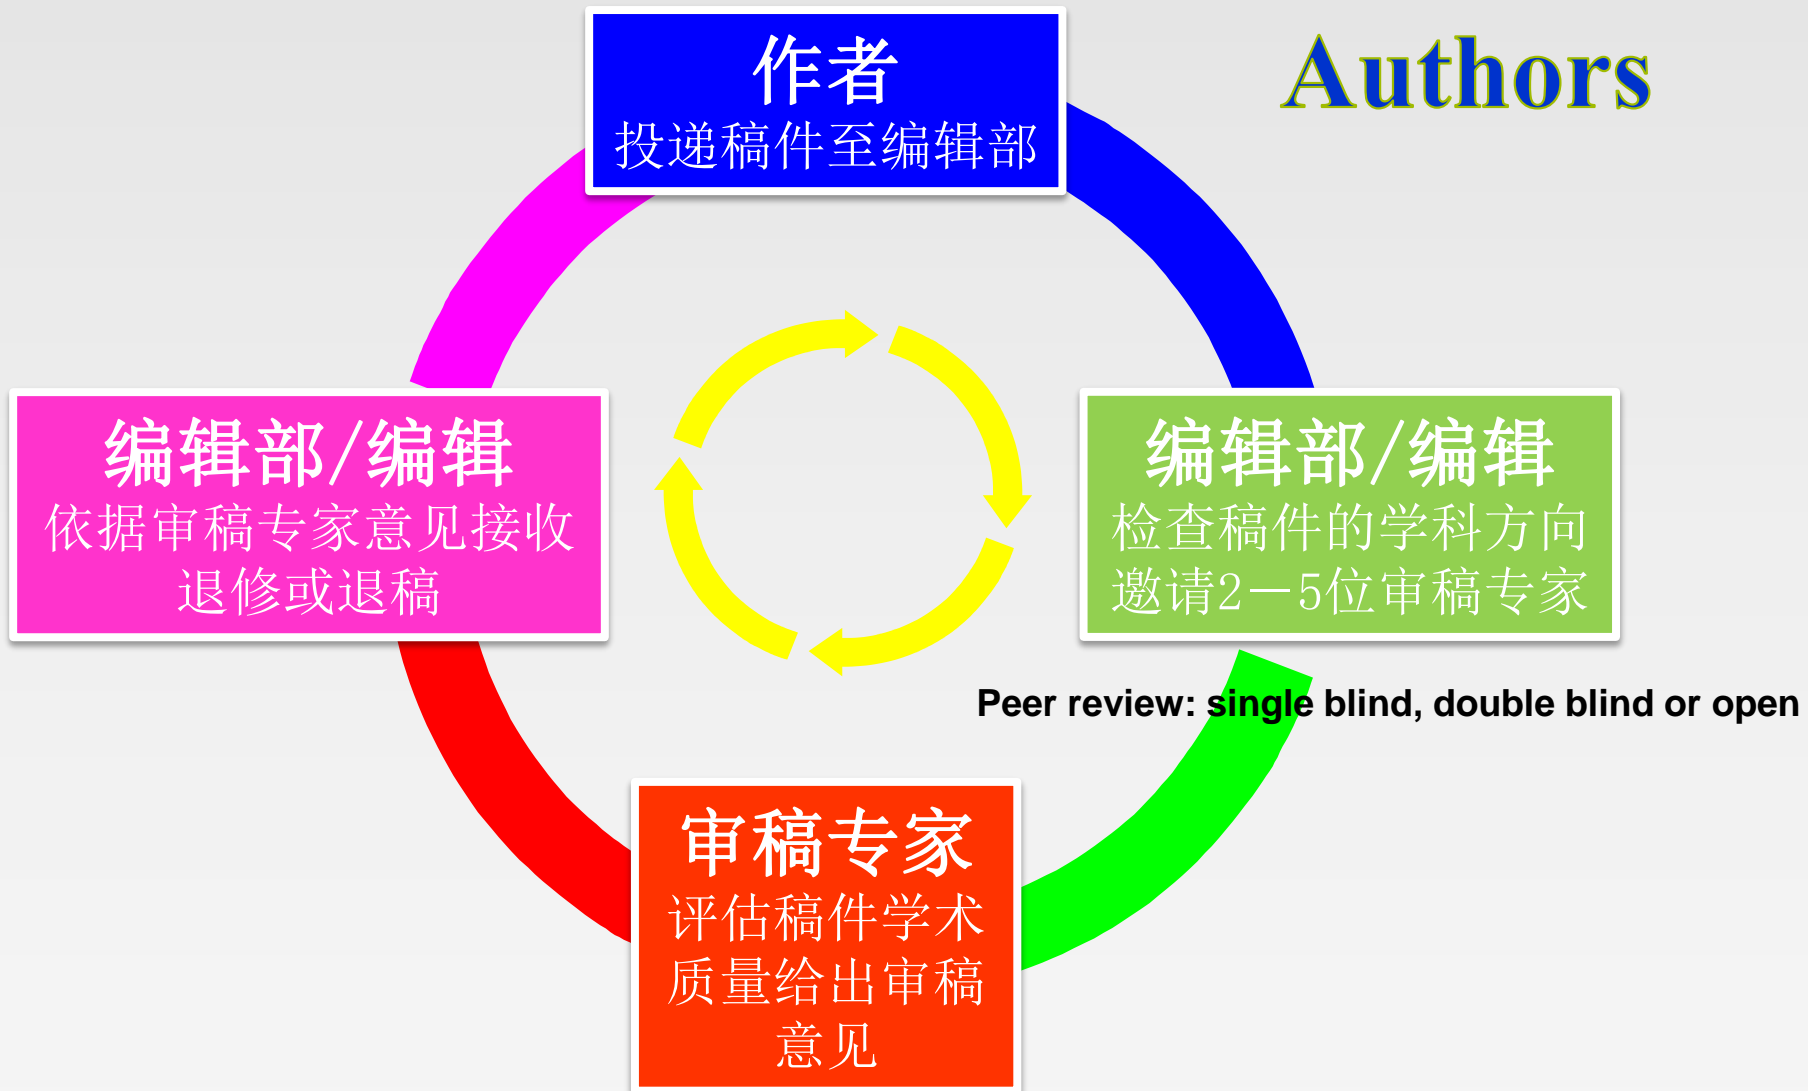 Authors
作者
投递稿件至编辑部
编辑部/编辑
依据审稿专家意见接收
退修或退稿
编辑部/编辑
检查稿件的学科方向
邀请2－5位审稿专家
Peer review: single blind, double blind or open
审稿专家
评估稿件学术
质量给出审稿
意见